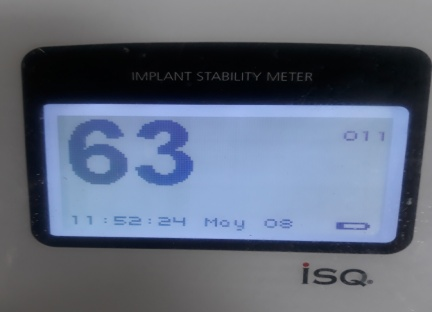 IMPLANT STABILITY METER
63
011
11:52:24 May 08
isQ